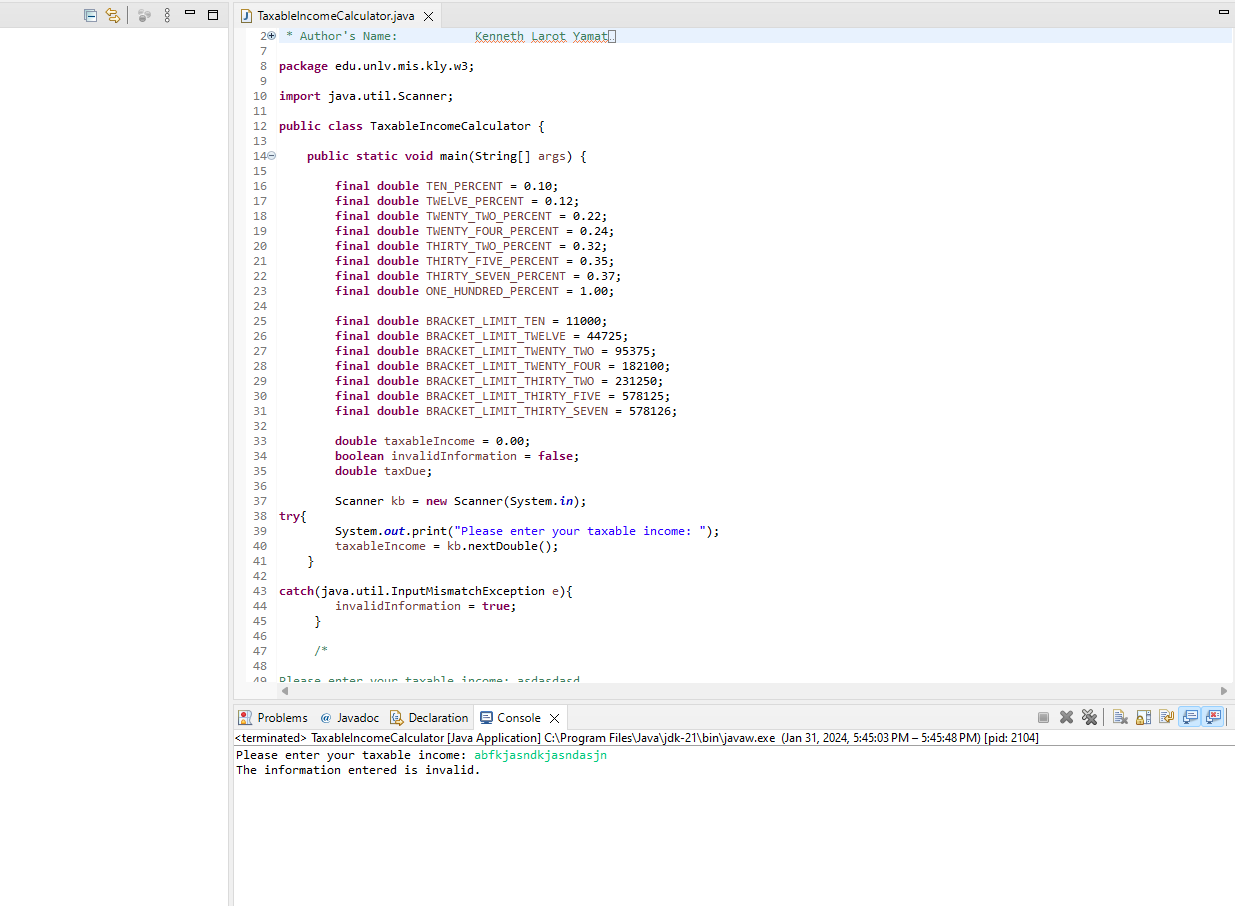 TaxableIncomeCalculator.java
2 * Author's Name: Kenneth Larot Yamat
7
8 package edu.unlv.mis.kly.w3;
9
10 import java.util.Scanner;
11
12 public class TaxableIncomeCalculator {
13
14 public static void main(String[] args) {
15
16 final double TEN_PERCENT = 0.10;
17 final double TWELVE_PERCENT = 0.12;
18 final double TWENTY_TWO_PERCENT = 0.22;
19 final double TWENTY_FOUR_PERCENT = 0.24;
20 final double THIRTY_TWO_PERCENT = 0.32;
21 final double THIRTY_FIVE_PERCENT = 0.35;
22 final double THIRTY_SEVEN_PERCENT = 0.37;
23 final double ONE_HUNDRED_PERCENT = 1.00;
24
25 final double BRACKET_LIMIT_TEN = 11000;
26 final double BRACKET_LIMIT_TWELVE = 44725;
27 final double BRACKET_LIMIT_TWENTY_TWO = 95375;
28 final double BRACKET_LIMIT_TWENTY_FOUR = 182100;
29 final double BRACKET_LIMIT_THIRTY_TWO = 231250;
30 final double BRACKET_LIMIT_THIRTY_FIVE = 578125;
31 final double BRACKET_LIMIT_THIRTY_SEVEN = 578126;
32
33 double taxableIncome = 0.00;
34 boolean invalidInformation = false;
35 double taxDue;
36
37 Scanner kb = new Scanner(System.in);
38 try{
39 System.out.print("Please enter your taxable income: ");
40 taxableIncome = kb.nextDouble();
41 }
42
43 catch(java.util.InputMismatchException e){
44 invalidInformation = true;
45 }
46
47 /*
48
49 Please enter your taxable income: asdasdasd
Problems @ Javadoc Declaration Console
<terminated> TaxableIncomeCalculator [Java Application] C:\Program Files\Java\jdk-21\bin\javaw.exe (Jan 31, 2024, 5:45:03 PM – 5:45:48 PM) [pid: 2104]
Please enter your taxable income: abfkjasndkjasndasjn
The information entered is invalid.